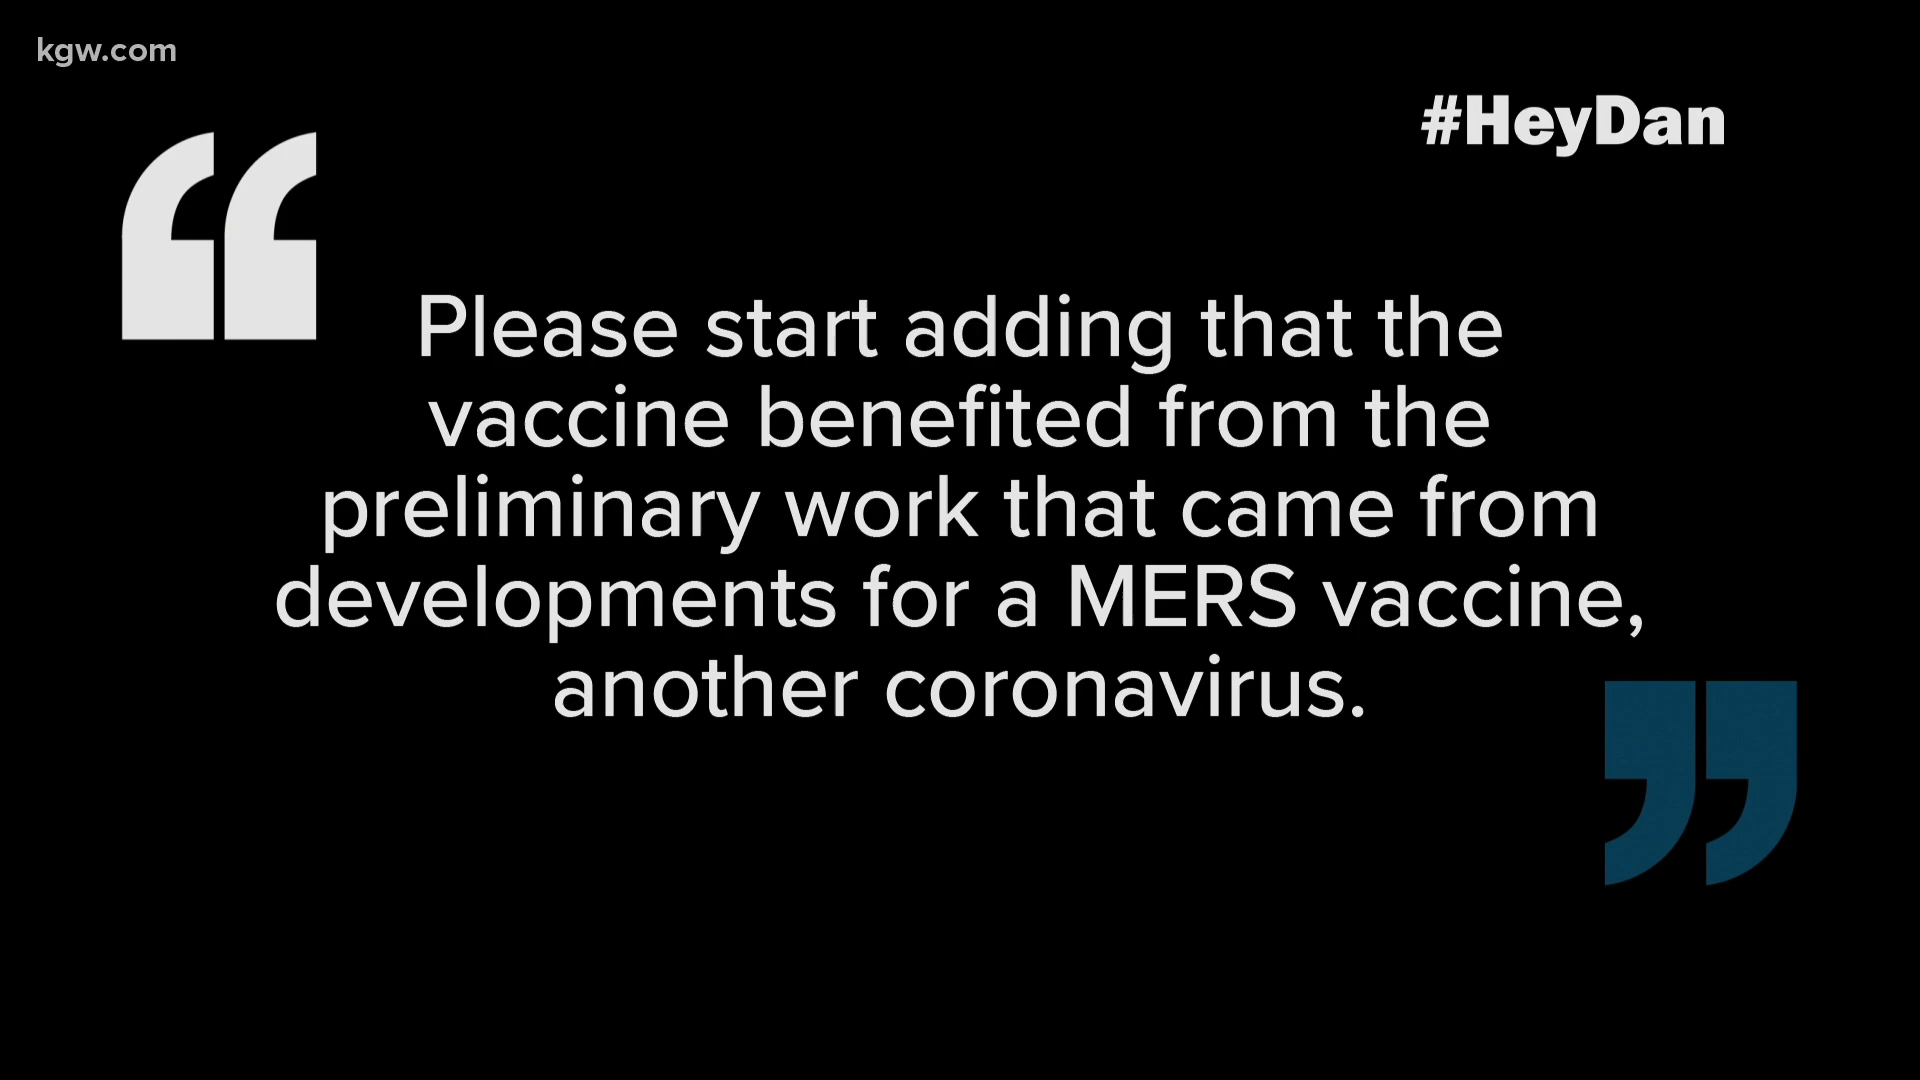 kgw.com
#HeyDan
“
Please start adding that the
vaccine benefited from the
preliminary work that came from
developments for a MERS vaccine,
another coronavirus.
”